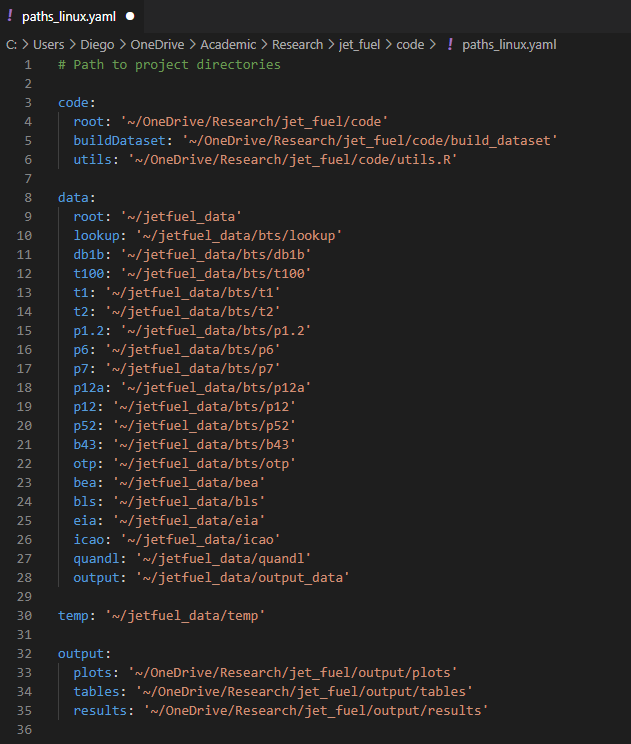 ! paths_linux.yaml ●
C: > Users > Diego > OneDrive > Academic > Research > jet_fuel > code > ! paths_linux.yaml
1 # Path to project directories
2
3 code:
4   root: '~/OneDrive/Research/jet_fuel/code'
5   buildDataset: '~/OneDrive/Research/jet_fuel/code/build_dataset'
6   utils: '~/OneDrive/Research/jet_fuel/code/utils.R'
7
8 data:
9   root: '~/jetfuel_data'
10   lookup: '~/jetfuel_data/bts/lookup'
11   db1b: '~/jetfuel_data/bts/db1b'
12   t100: '~/jetfuel_data/bts/t100'
13   t1: '~/jetfuel_data/bts/t1'
14   t2: '~/jetfuel_data/bts/t2'
15   p1.2: '~/jetfuel_data/bts/p1.2'
16   p6: '~/jetfuel_data/bts/p6'
17   p7: '~/jetfuel_data/bts/p7'
18   p12a: '~/jetfuel_data/bts/p12a'
19   p12: '~/jetfuel_data/bts/p12'
20   p52: '~/jetfuel_data/bts/p52'
21   b43: '~/jetfuel_data/bts/b43'
22   otp: '~/jetfuel_data/bts/otp'
23   bea: '~/jetfuel_data/bea'
24   bls: '~/jetfuel_data/bls'
25   eia: '~/jetfuel_data/eia'
26   icao: '~/jetfuel_data/icao'
27   quandl: '~/jetfuel_data/quandl'
28   output: '~/jetfuel_data/output_data'
29
30 temp: '~/jetfuel_data/temp'
31
32 output:
33   plots: '~/OneDrive/Research/jet_fuel/output/plots'
34   tables: '~/OneDrive/Research/jet_fuel/output/tables'
35   results: '~/OneDrive/Research/jet_fuel/output/results'
36